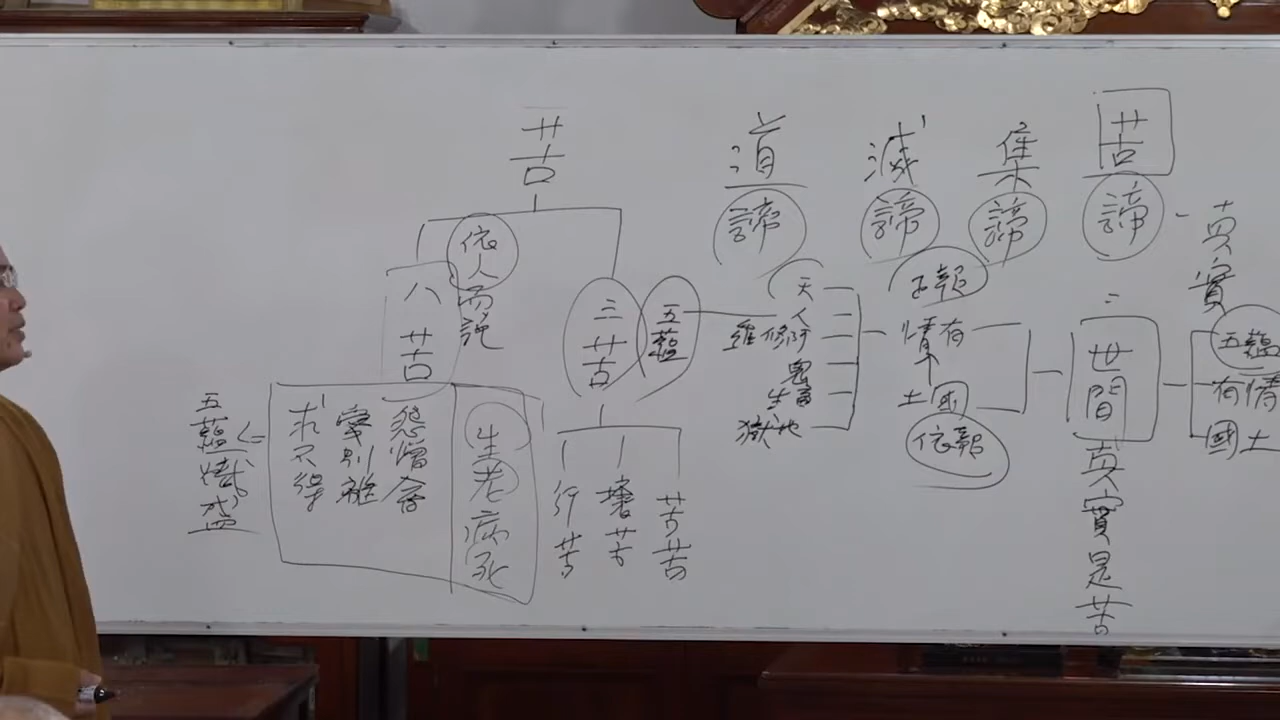 苦諦
集諦
滅諦
道諦
真實
五蘊
有情
國土
三世間
真實是苦
正報
有情
國土
依報
天
人
阿修羅
鬼
畜生
地獄
苦
五蘊
三苦
苦苦
壞苦
行苦
依人而說
八苦
生老病死
怨憎會
愛別離
求不得
五蘊熾盛